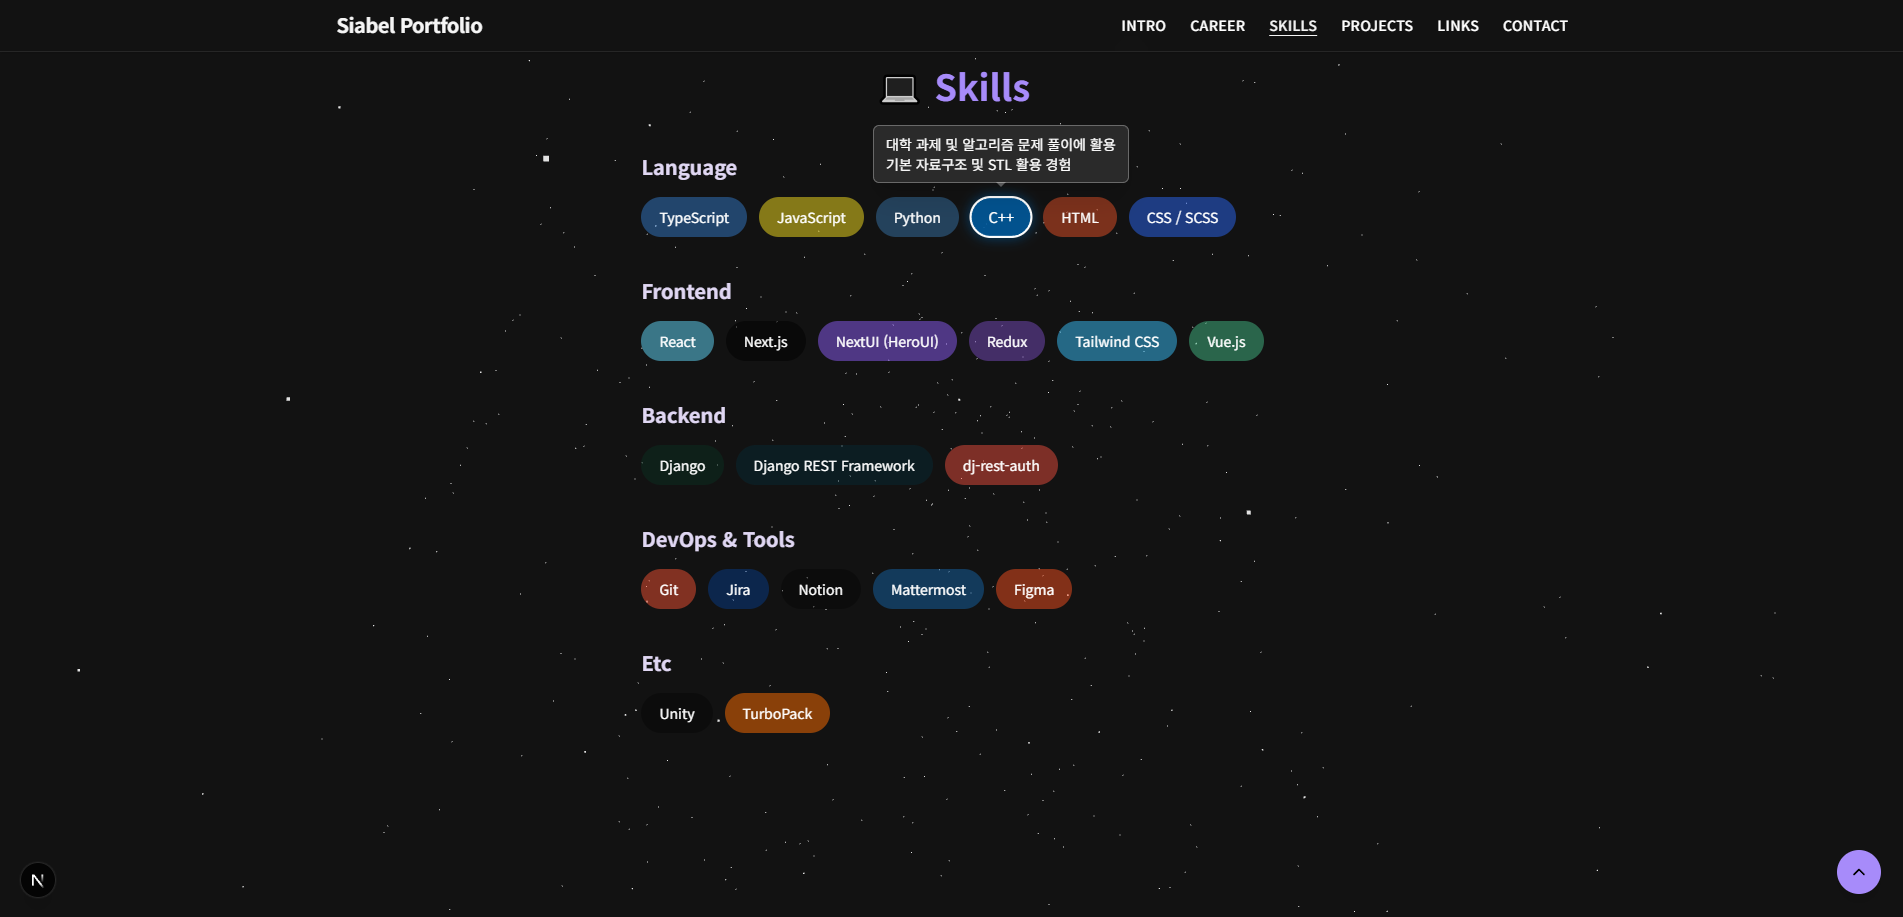 Siabel Portfolio
INTRO CAREER SKILLS PROJECTS LINKS CONTACT
Skills
대학 과제 및 알고리즘 문제 풀이에 활용
기본 자료구조 및 STL 활용 경험
Language
TypeScript JavaScript Python C++ HTML CSS / SCSS
Frontend
React Next.js NextUI (HeroUI) Redux Tailwind CSS Vue.js
Backend
Django Django REST Framework dj-rest-auth
DevOps & Tools
Git Jira Notion Mattermost Figma
Etc
Unity TurboPack
N